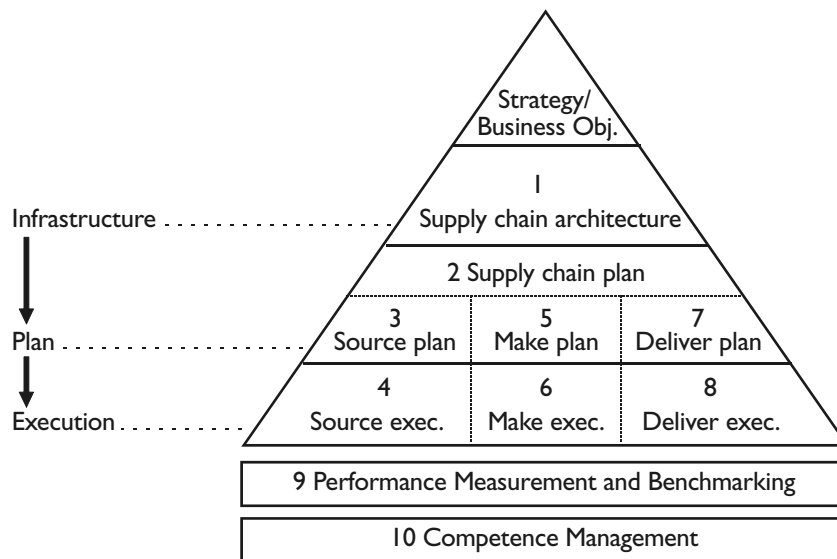 Strategy/
Business Obj.
1
Supply chain architecture
Infrastructure
2 Supply chain plan
3 5 7
Plan
Source plan Make plan Deliver plan
4 6 8
Execution
Source exec. Make exec. Deliver exec.
9 Performance Measurement and Benchmarking
10 Competence Management